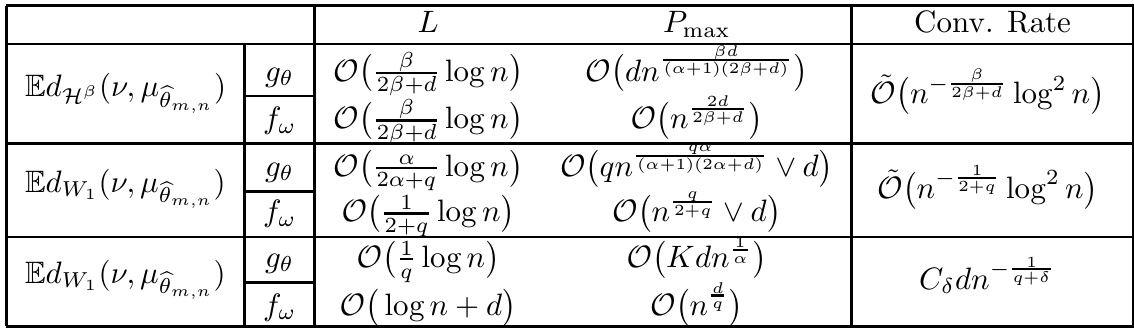 L P_max Conv. Rate
𝔼d_{ℋ^β}(ν, μ_{θ̂_{m,n}}) g_θ 𝒪(β/(2β+d) log n) 𝒪(dn^{βd/((α+1)(2β+d))}) 𝒪̃(n^{-β/(2β+d)} log² n)
f_ω 𝒪(β/(2β+d) log n) 𝒪(n^{2d/(2β+d)})
𝔼d_{W_1}(ν, μ_{θ̂_{m,n}}) g_θ 𝒪(α/(2α+q) log n) 𝒪(qn^{qα/((α+1)(2α+d))} ∨ d) 𝒪̃(n^{-1/(2+q)} log² n)
f_ω 𝒪(1/(2+q) log n) 𝒪(n^{q/(2+q)} ∨ d)
𝔼d_{W_1}(ν, μ_{θ̂_{m,n}}) g_θ 𝒪(1/q log n) 𝒪(Kdn^{1/α}) C_δ dn^{-1/(q+δ)}
f_ω 𝒪(log n + d) 𝒪(n^{d/q})